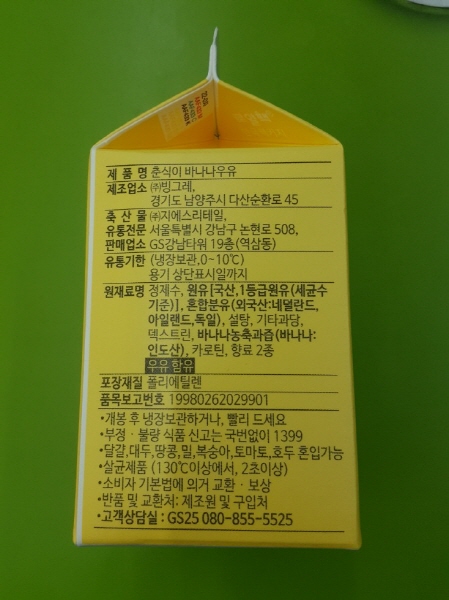 제 품 명 춘식이 바나나우유
제조업소 ㈜빙그레,
경기도 남양주시 다산순환로 45
축 산 물 ㈜지에스리테일,
유통전문 서울특별시 강남구 논현로 508,
판매업소 GS강남타워 19층(역삼동)
유통기한 (냉장보관,0~10℃)
용기 상단표시일까지
원재료명 정제수, 원유[국산,1등급원유(세균수
기준)], 혼합분유(외국산:네덜란드,
아일랜드,독일), 설탕, 기타과당,
덱스트린, 바나나농축과즙(바나나:
인도산), 카로틴, 향료 2종
우유 함유
포장재질 폴리에틸렌
품목보고번호 19980262029901
•개봉 후 냉장보관하거나, 빨리 드세요
•부정 · 불량 식품 신고는 국번없이 1399
•달걀,대두,땅콩,밀,복숭아,토마토,호두 혼입가능
•살균제품 (130℃이상에서, 2초이상)
•소비자 기본법에 의거 교환 · 보상
•반품 및 교환처: 제조원 및 구입처
•고객상담실 : GS25 080-855-5525